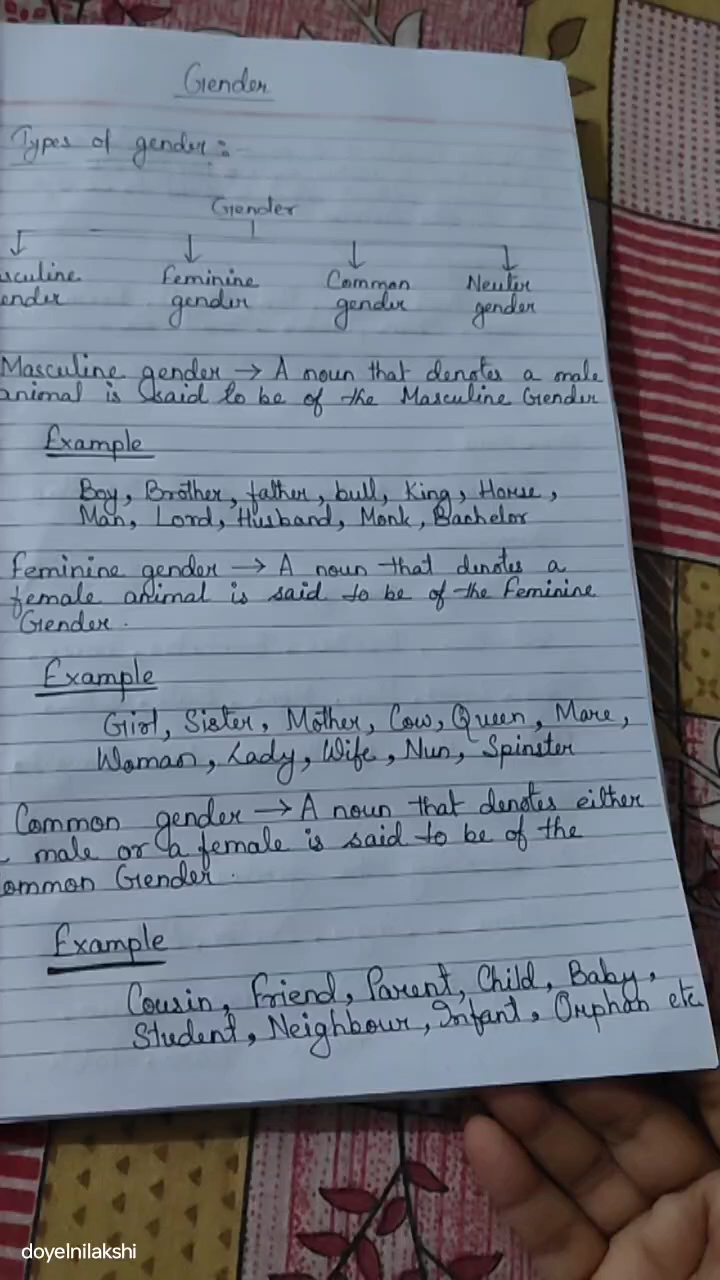 Gender
Types of gender:-
Gender
sculine Feminine Common Neuter
ender gender gender gender
Masculine gender → A noun that denotes a male
animal is said to be of the Masculine Gender
Example
Boy, Brother, father, bull, King, Horse,
Man, Lord, Husband, Monk, Bachelor
Feminine gender → A noun that denotes a
female animal is said to be of the Feminine
Gender.
Example
Girl, Sister, Mother, Cow, Queen, Mare,
Woman, Lady, Wife, Nun, Spinster
Common gender → A noun that denotes either
male or a female is said to be of the
ommon Gender.
Example
Cousin, Friend, Parent, Child, Baby,
Student, Neighbour, Infant, Orphan etc
doyelnilakshi